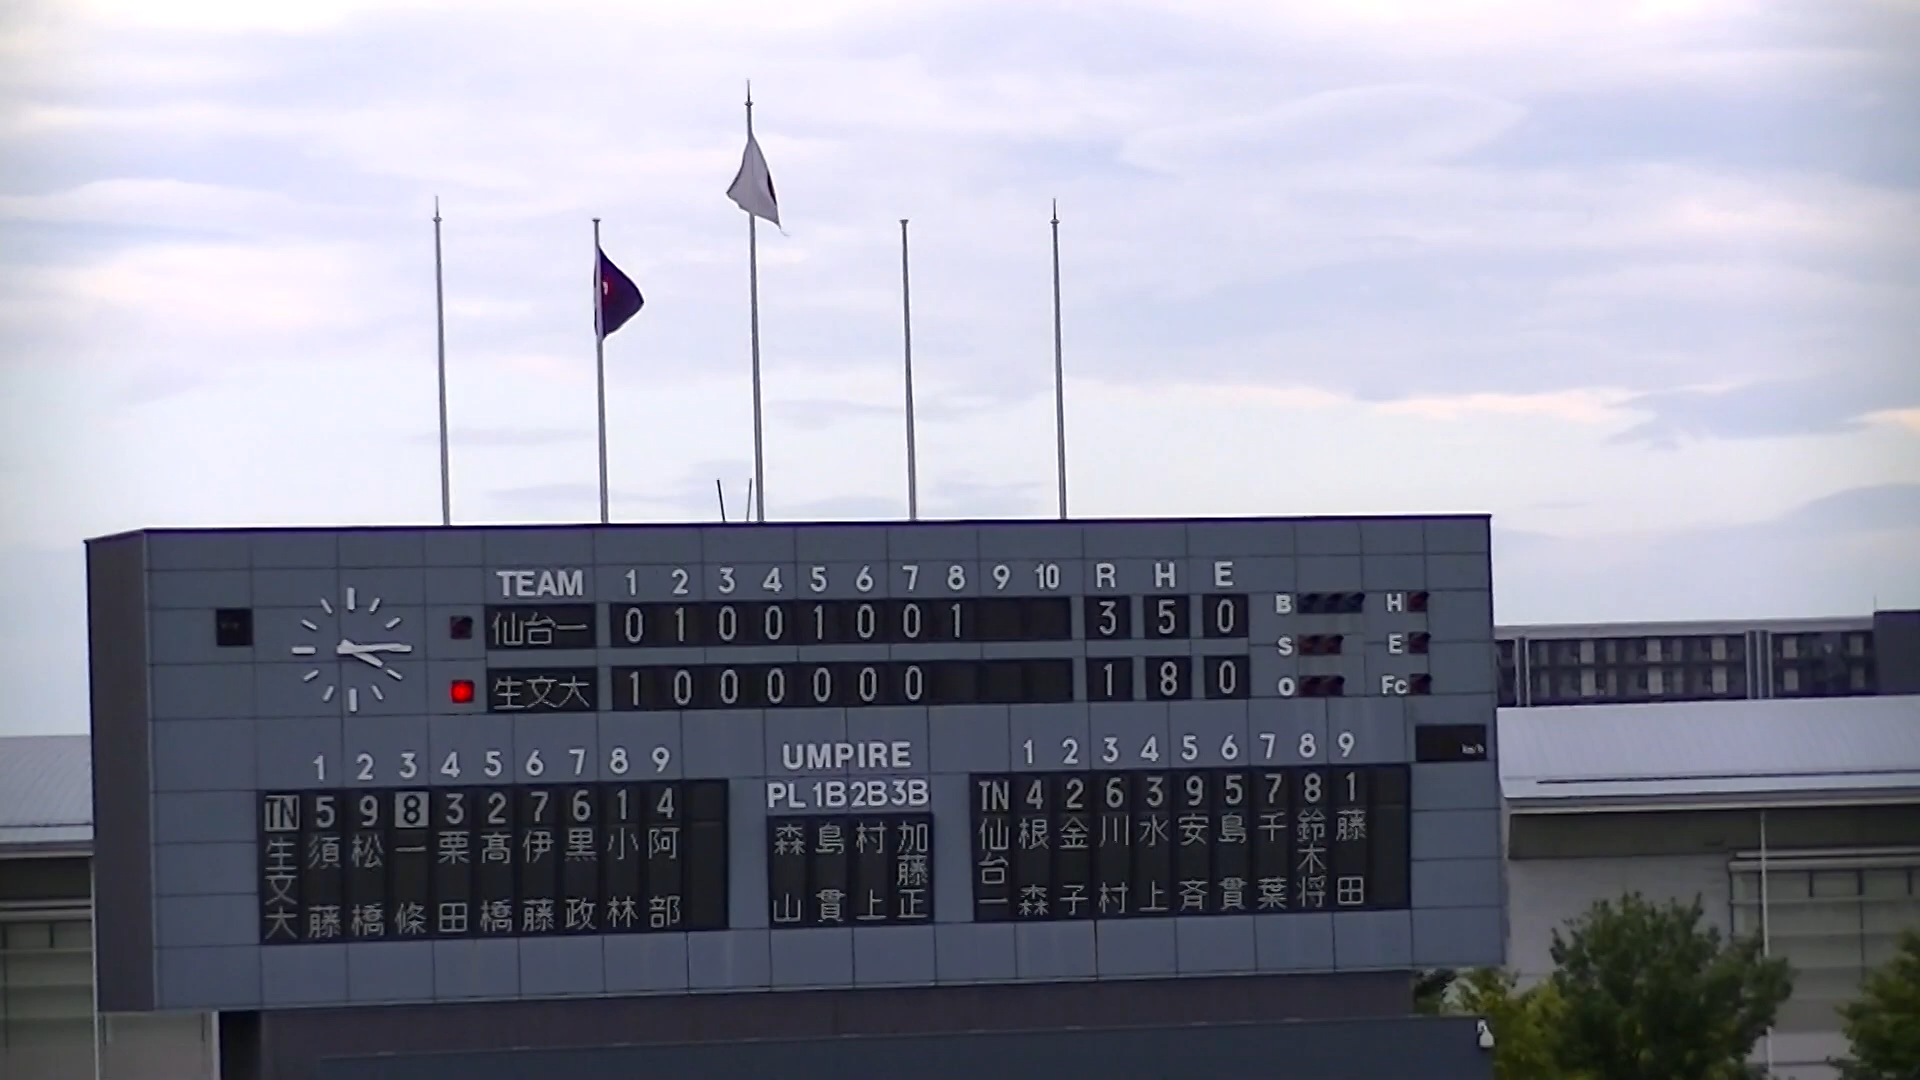 TEAM 1 2 3 4 5 6 7 8 9 10 R H E
仙台一 0 1 0 0 1 0 0 1 3 5 0
生文大 1 0 0 0 0 0 0 1 8 0
B H
S E
O Fc
km/h
1 2 3 4 5 6 7 8 9
TN 5 9 8 3 2 7 6 1 4
生文大 須藤 松橋 一條 栗田 髙橋 伊藤 黒政 小林 阿部
UMPIRE
PL 1B 2B 3B
森山 島貫 村上 加藤正
1 2 3 4 5 6 7 8 9
TN 4 2 6 3 9 5 7 8 1
仙台一 根森 金子 川村 水上 安斉 島貫 千葉 鈴木将 藤田